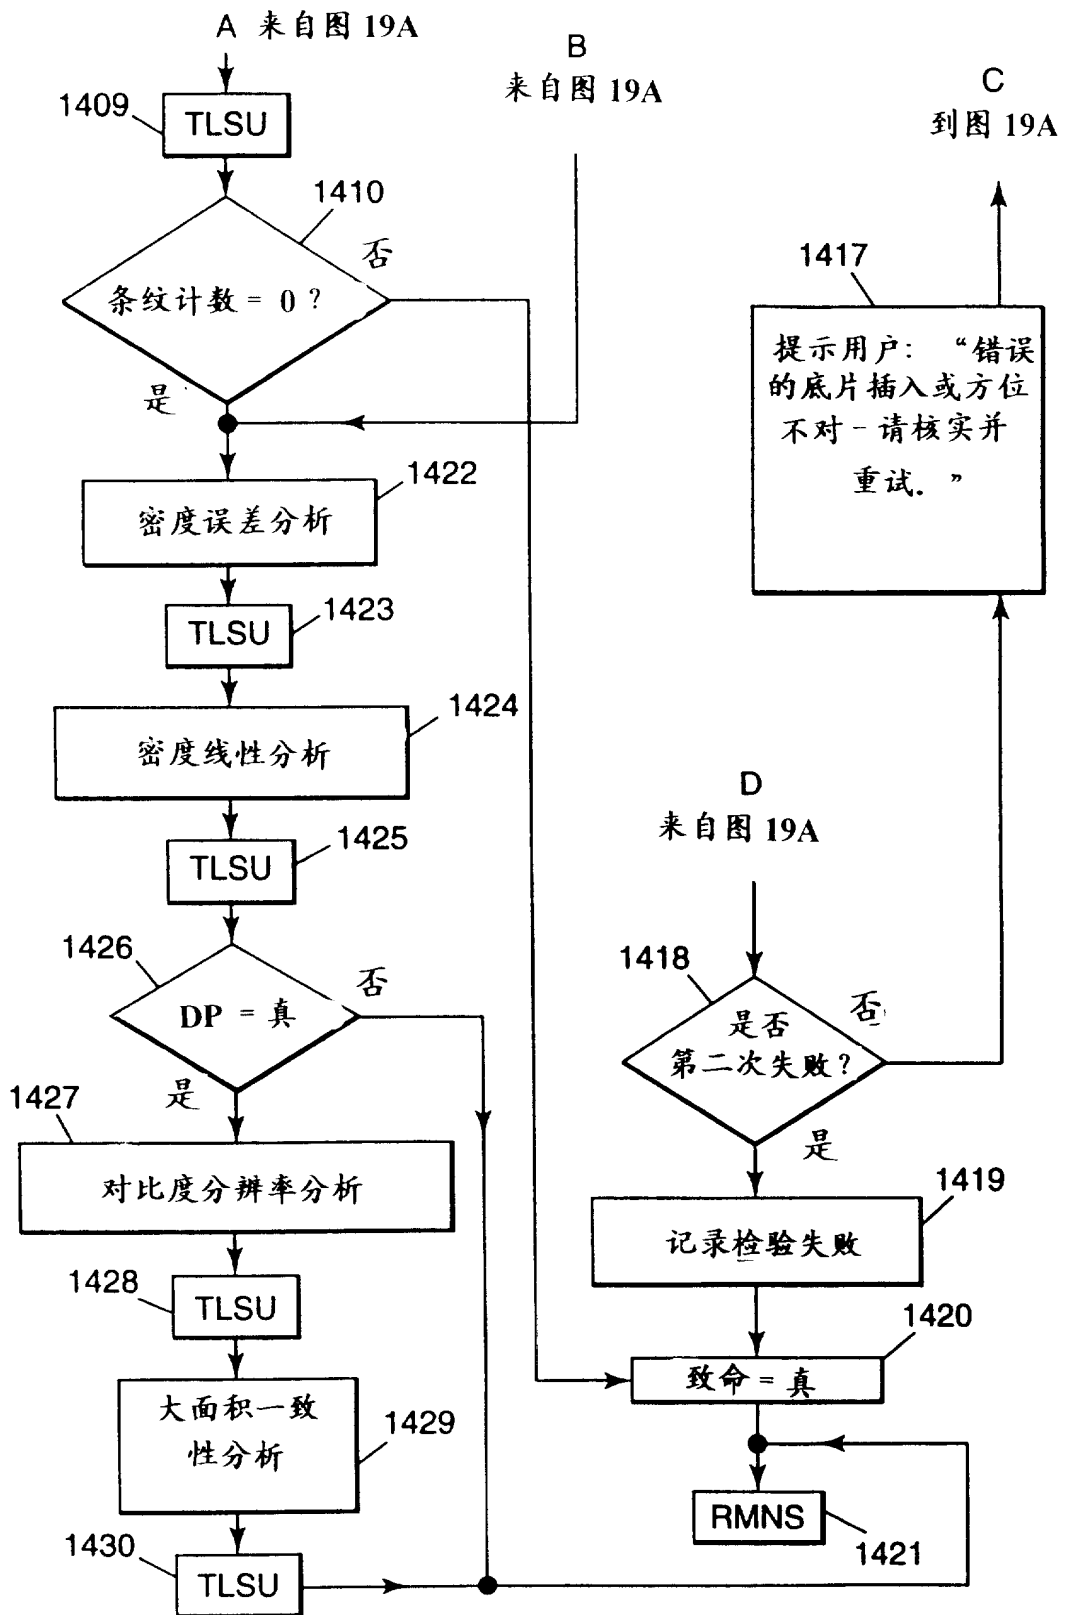 A 来自图 19A
B
来自图 19A
C
到图 19A
1409
TLSU
1410
否
条纹计数 = 0 ?
是
1417
提示用户: “错误
的底片插入或方位
不对 - 请核实并
重试. ”
1422
密度误差分析
1423
TLSU
1424
密度线性分析
1425
TLSU
D
来自图 19A
1426
否
DP = 真
是
1418
否
是否
第二次失败?
是
1427
对比度分辨率分析
1419
记录检验失败
1428
TLSU
1420
致命 = 真
1429
大面积一致
性分析
RMNS
1421
1430
TLSU